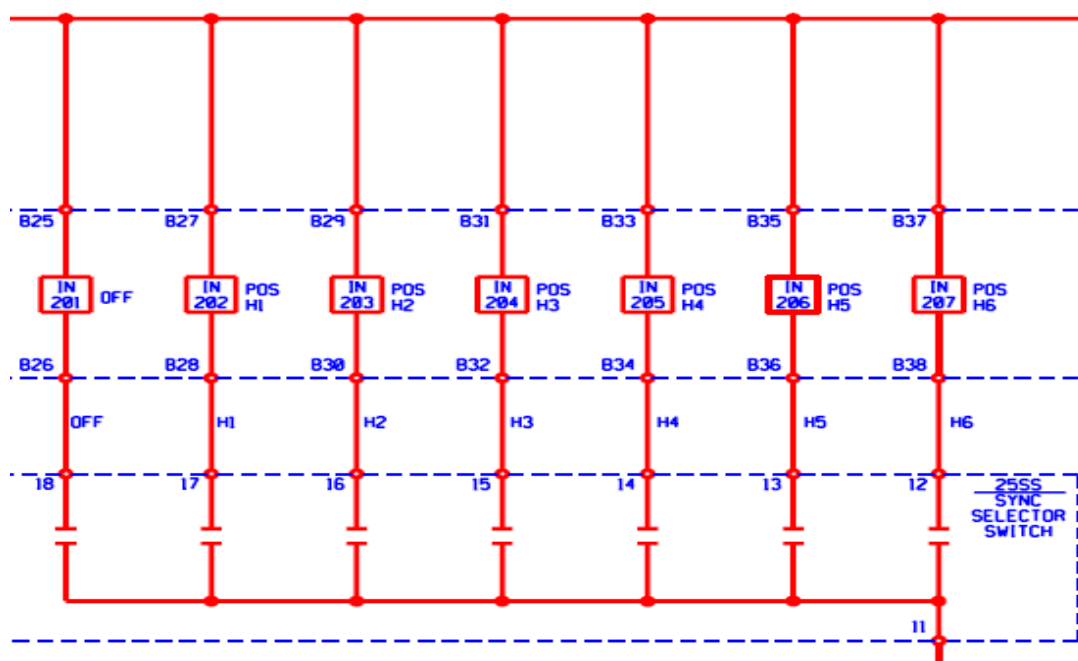 B25 B27 B29 B31 B33 B35 B37
IN 201 OFF
IN 202 POS H1
IN 203 POS H2
IN 204 POS H3
IN 205 POS H4
IN 206 POS H5
IN 207 POS H6
B26 B28 B30 B32 B34 B36 B38
OFF H1 H2 H3 H4 H5 H6
18 17 16 15 14 13 12
25SS
SYNC
SELECTOR
SWITCH
11